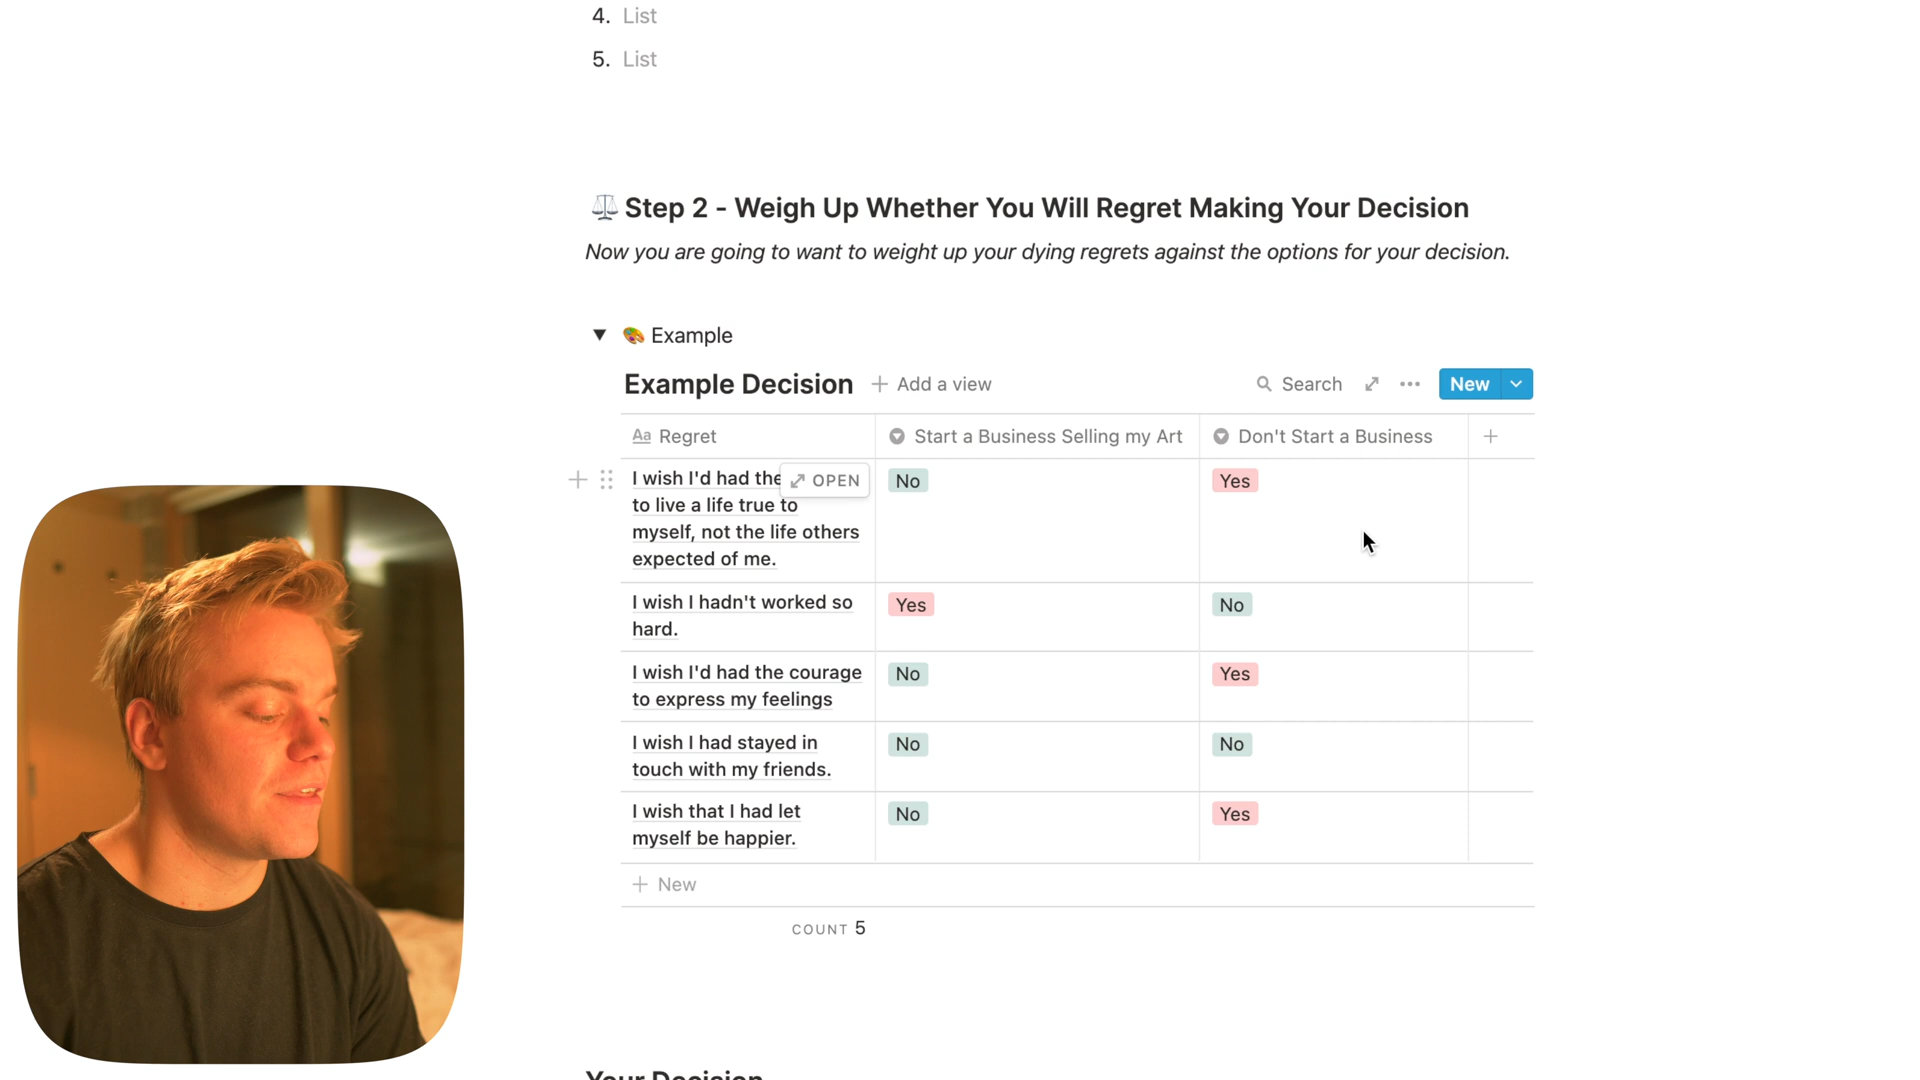 4. List
5. List
Step 2 - Weigh Up Whether You Will Regret Making Your Decision
Now you are going to want to weight up your dying regrets against the options for your decision.
Example
Example Decision
Add a view
Search
New
Aa Regret
Start a Business Selling my Art
Don't Start a Business
I wish I'd had the
OPEN
to live a life true to
myself, not the life others
expected of me.
No
Yes
I wish I hadn't worked so
hard.
Yes
No
I wish I'd had the courage
to express my feelings
No
Yes
I wish I had stayed in
touch with my friends.
No
No
I wish that I had let
myself be happier.
No
Yes
New
COUNT 5
Your Decision